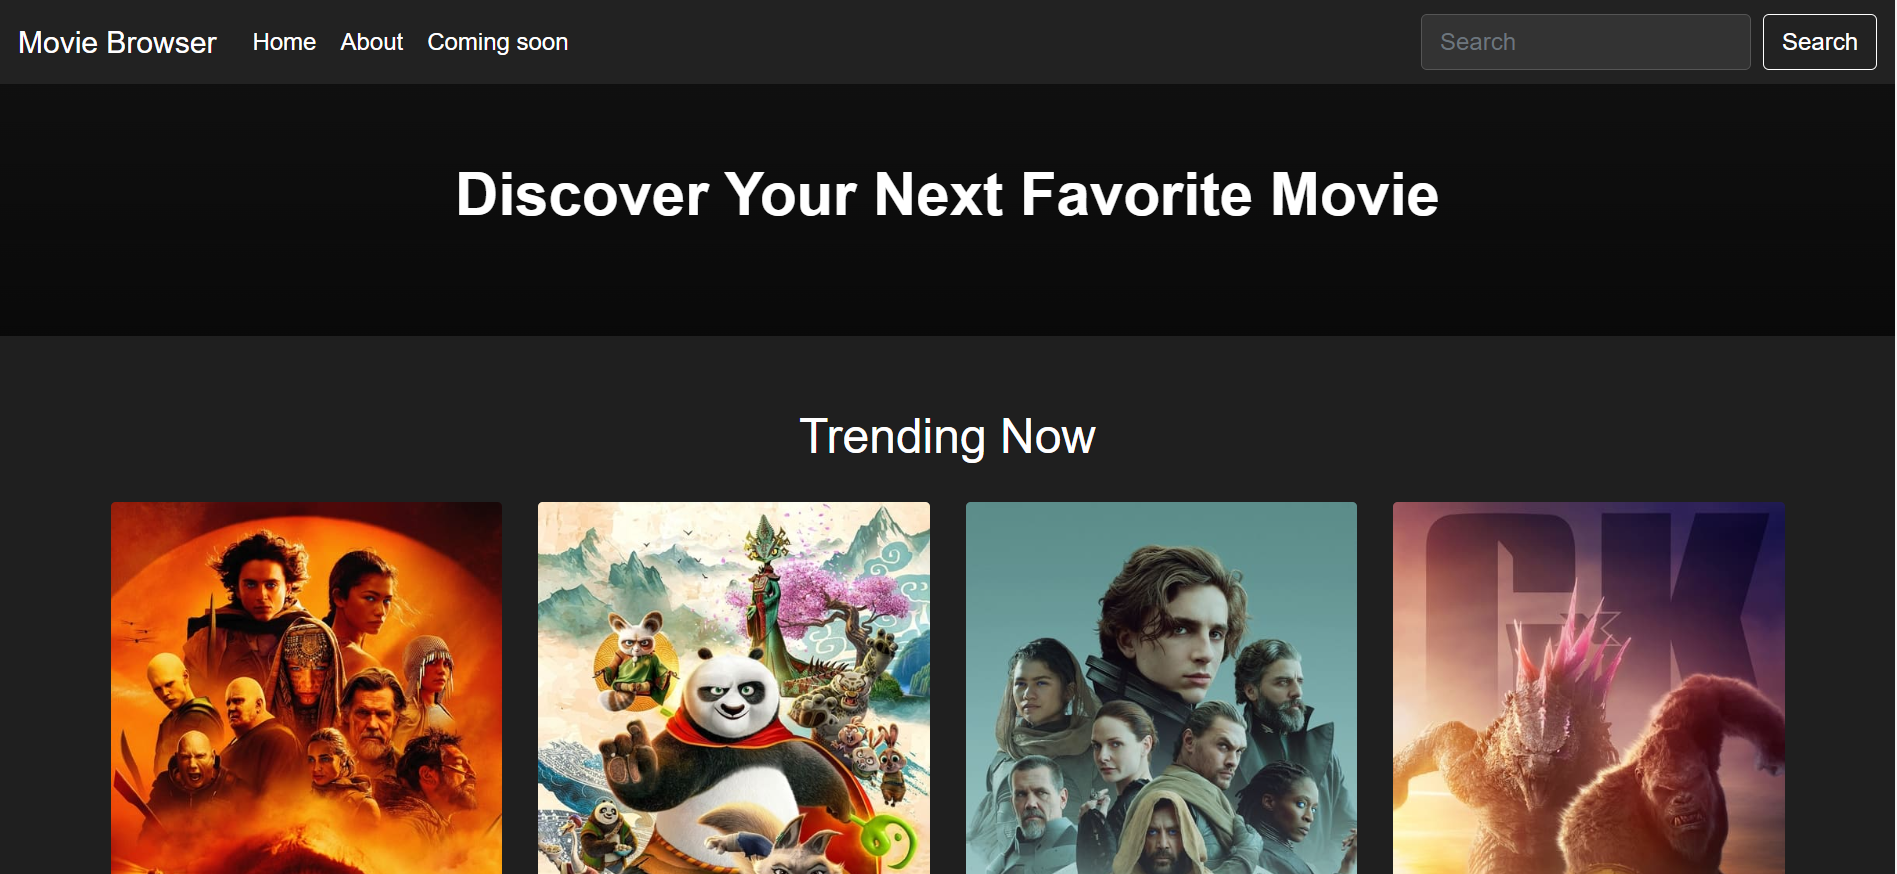 Movie Browser Home About Coming soon Search Search
Discover Your Next Favorite Movie
Trending Now
GK
X